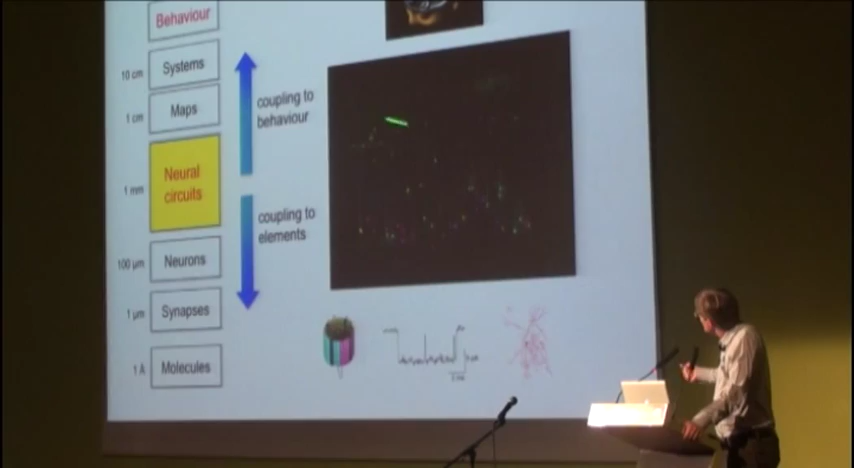 Behaviour
10 cm Systems
1 cm Maps
coupling to
behaviour
1 mm Neural
circuits
coupling to
elements
100 µm Neurons
1 µm Synapses
1 A Molecules